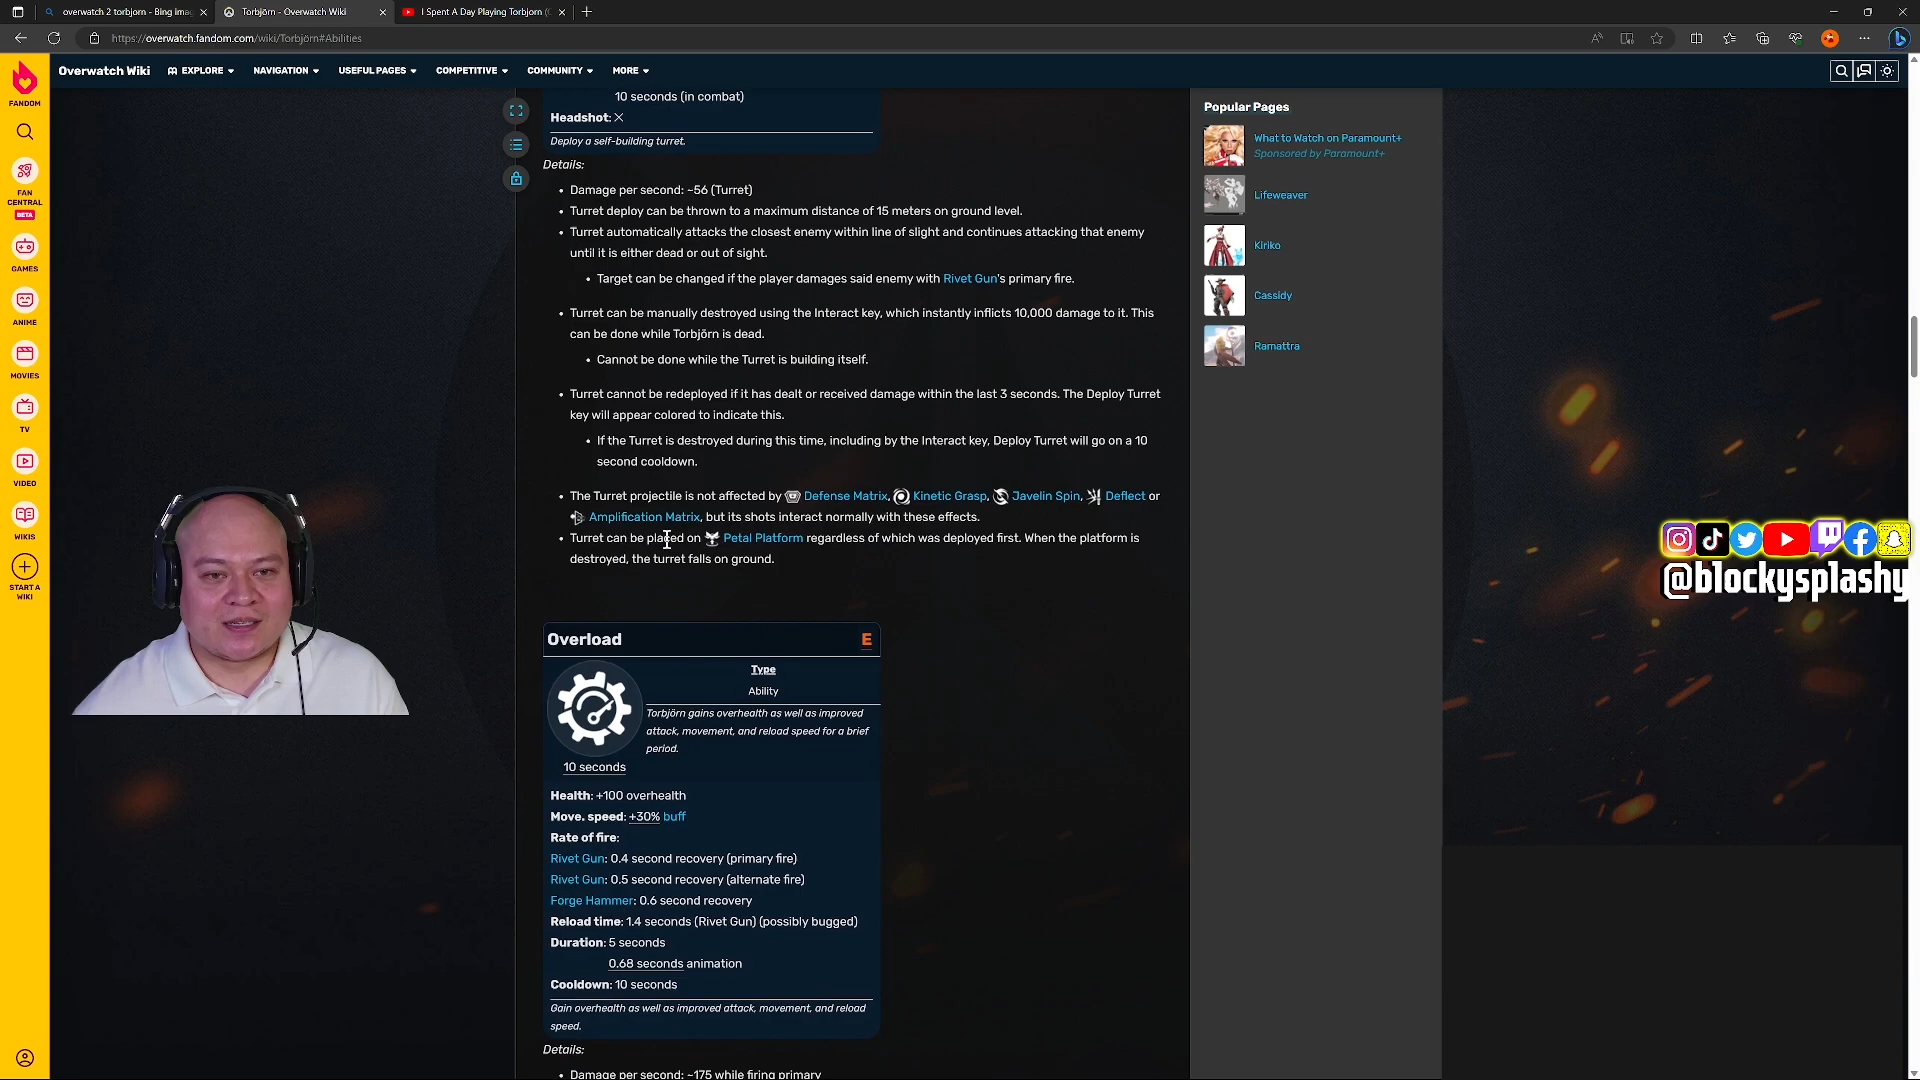 overwatch 2 torbjorn - Bing ima
Torbjörn - Overwatch Wiki
I Spent A Day Playing Torbjorn (
https://overwatch.fandom.com/wiki/Torbjörn#Abilities
Overwatch Wiki
EXPLORE
NAVIGATION
USEFUL PAGES
COMPETITIVE
COMMUNITY
MORE
FANDOM
FAN
CENTRAL
BETA
GAMES
ANIME
MOVIES
TV
VIDEO
WIKIS
START A
WIKI
10 seconds (in combat)
Headshot: ✕
Deploy a self-building turret.
Details:
• Damage per second: ~56 (Turret)
• Turret deploy can be thrown to a maximum distance of 15 meters on ground level.
• Turret automatically attacks the closest enemy within line of slight and continues attacking that enemy
until it is either dead or out of sight.
• Target can be changed if the player damages said enemy with Rivet Gun's primary fire.
• Turret can be manually destroyed using the Interact key, which instantly inflicts 10,000 damage to it. This
can be done while Torbjörn is dead.
• Cannot be done while the Turret is building itself.
• Turret cannot be redeployed if it has dealt or received damage within the last 3 seconds. The Deploy Turret
key will appear colored to indicate this.
• If the Turret is destroyed during this time, including by the Interact key, Deploy Turret will go on a 10
second cooldown.
• The Turret projectile is not affected by Defense Matrix, Kinetic Grasp, Javelin Spin, Deflect or
Amplification Matrix, but its shots interact normally with these effects.
• Turret can be placed on Petal Platform regardless of which was deployed first. When the platform is
destroyed, the turret falls on ground.
Overload E
Type
Ability
Torbjörn gains overhealth as well as improved
attack, movement, and reload speed for a brief
period.
10 seconds
Health: +100 overhealth
Move. speed: +30% buff
Rate of fire:
Rivet Gun: 0.4 second recovery (primary fire)
Rivet Gun: 0.5 second recovery (alternate fire)
Forge Hammer: 0.6 second recovery
Reload time: 1.4 seconds (Rivet Gun) (possibly bugged)
Duration: 5 seconds
0.68 seconds animation
Cooldown: 10 seconds
Gain overhealth as well as improved attack, movement, and reload
speed.
Details:
• Damage per second: ~175 while firing primary
Popular Pages
What to Watch on Paramount+
Sponsored by Paramount+
Lifeweaver
Kiriko
Cassidy
Ramattra
@blockysplashy